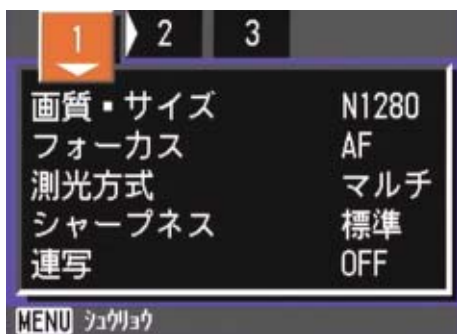 1 2 3
画質・サイズ N1280
フォーカス AF
測光方式 マルチ
シャープネス 標準
連写 OFF
MENU ｼｭｳﾘｮｳ